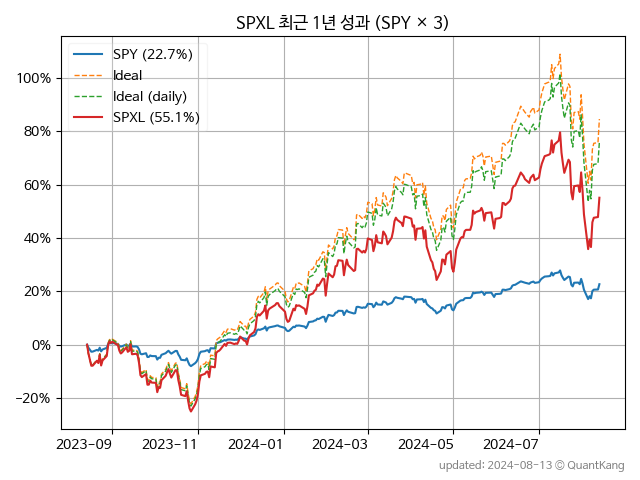 SPXL 최근 1년 성과 (SPY × 3)
SPY (22.7%)
Ideal
Ideal (daily)
SPXL (55.1%)
100%
80%
60%
40%
20%
0%
−20%
2023-09 2023-11 2024-01 2024-03 2024-05 2024-07
updated: 2024-08-13 ⓒ QuantKang